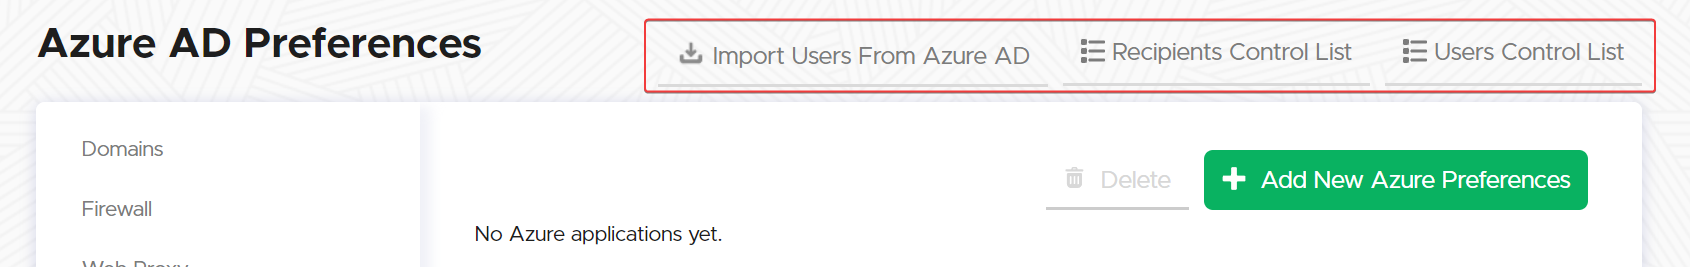 Azure AD Preferences
Import Users From Azure AD
Recipients Control List
Users Control List
Domains
Firewall
Web Proxy
Delete
Add New Azure Preferences
No Azure applications yet.